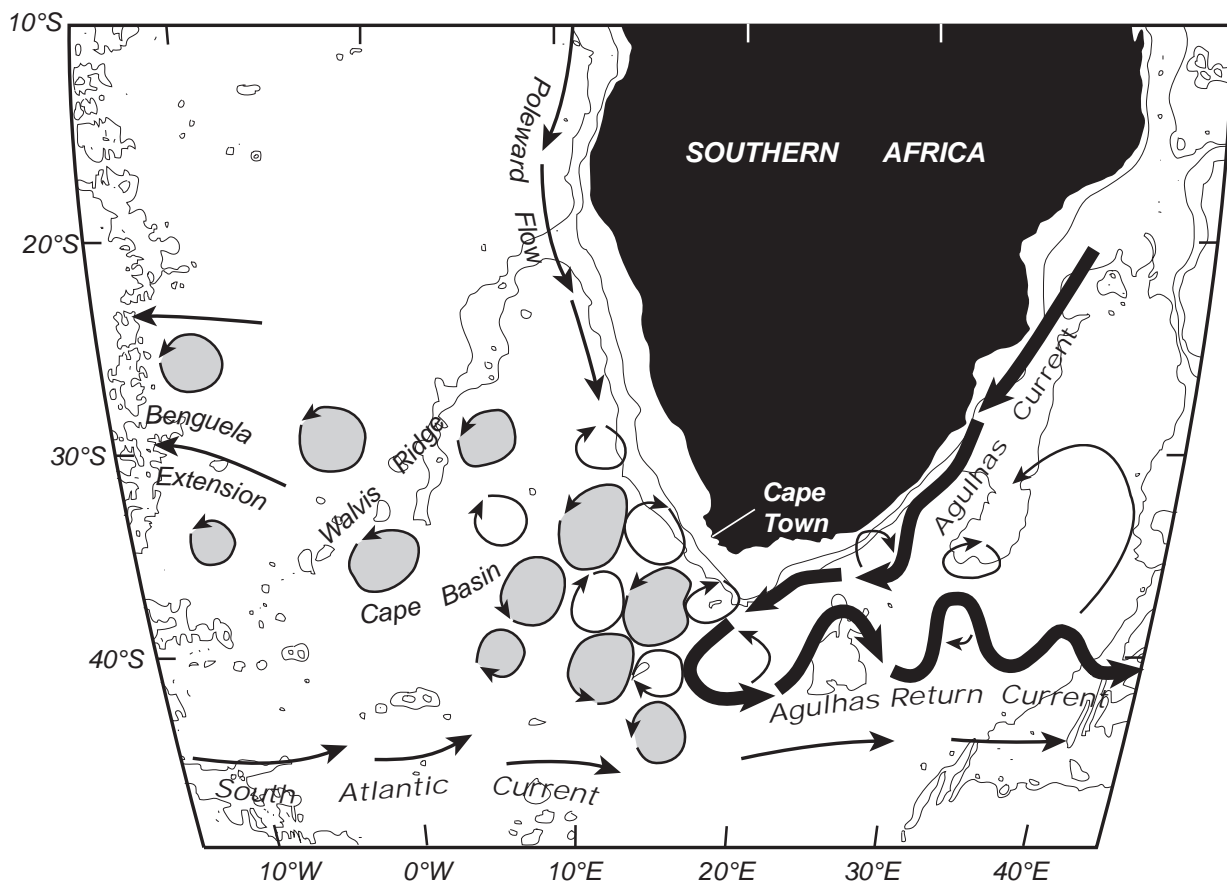 10°S
Poleward
Flow
SOUTHERN AFRICA
20°S
Agulhas Current
Benguela
Extension
30°S
Walvis Ridge
Cape
Town
Cape Basin
40°S
Agulhas Return Current
South Atlantic Current
10°W 0°W 10°E 20°E 30°E 40°E